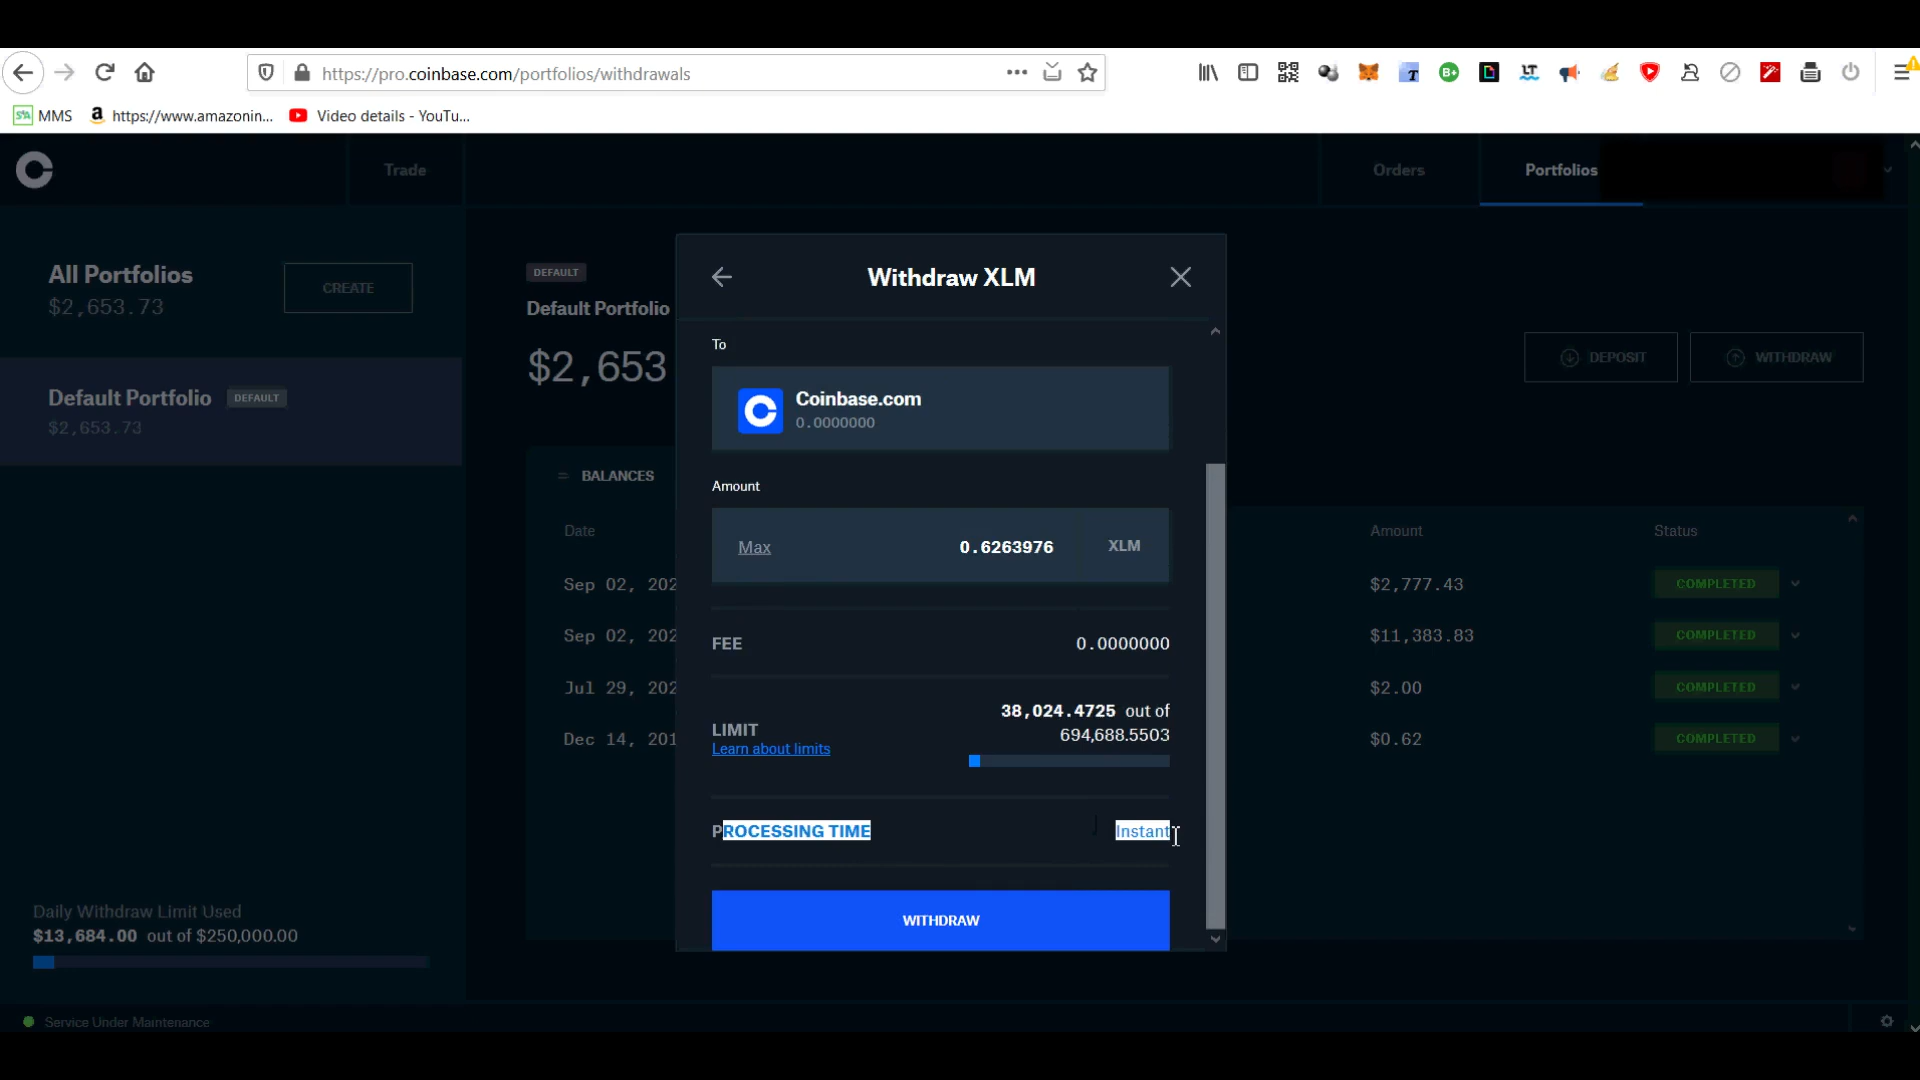 https://pro.coinbase.com/portfolios/withdrawals
MMS https://www.amazonin... Video details - YouTu...
Trade Orders Portfolios
All Portfolios
$2,653.73
CREATE
Default Portfolio DEFAULT
$2,653.73
Daily Withdraw Limit Used
$13,684.00 out of $250,000.00
Service Under Maintenance
DEFAULT
Default Portfolio
$2,653
DEPOSIT WITHDRAW
BALANCES
Date Amount Status
Sep 02, 202 $2,777.43 COMPLETED
Sep 02, 202 $11,383.83 COMPLETED
Jul 29, 202 $2.00 COMPLETED
Dec 14, 201 $0.62 COMPLETED
Withdraw XLM
To
Coinbase.com
0.0000000
Amount
Max 0.6263976 XLM
FEE 0.0000000
LIMIT 38,024.4725 out of
Learn about limits 694,688.5503
PROCESSING TIME Instant
WITHDRAW